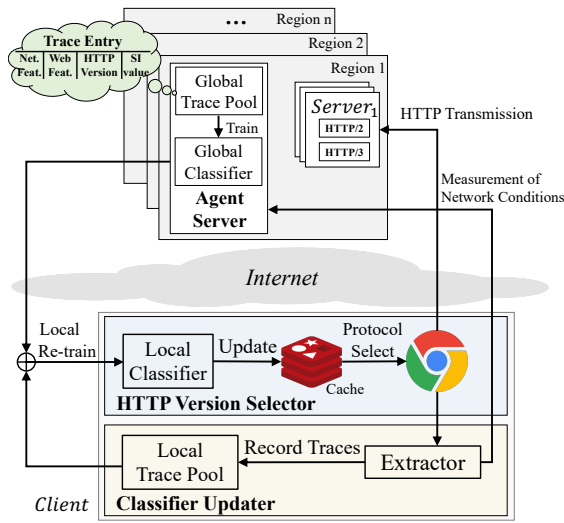 ...
Region n
Region 2
Region 1
Trace Entry
Net. Feat.
Web Feat.
HTTP Version
SI value
Global
Trace Pool
Train
Global
Classifier
Agent
Server
Server1
HTTP/2
HTTP/3
HTTP Transmission
Measurement of
Network Conditions
Internet
Local
Re-train
Local
Classifier
Update
Cache
Protocol
Select
HTTP Version Selector
Local
Trace Pool
Record Traces
Extractor
Classifier Updater
Client